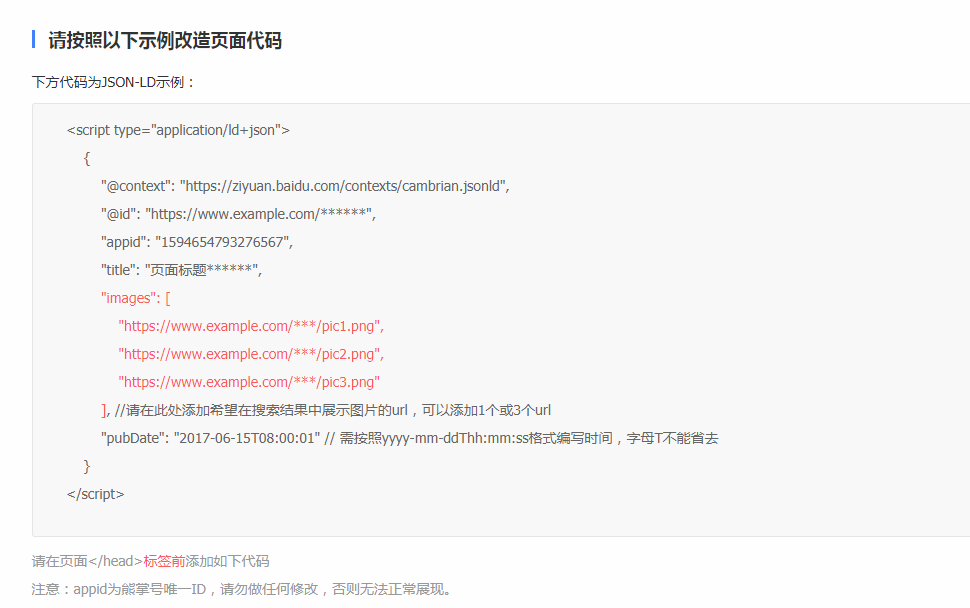 请按照以下示例改造页面代码
下方代码为JSON-LD示例：
<script type="application/ld+json">
{
"@context": "https://ziyuan.baidu.com/contexts/cambrian.jsonld",
"@id": "https://www.example.com/******",
"appid": "1594654793276567",
"title": "页面标题******",
"images": [
"https://www.example.com/***/pic1.png",
"https://www.example.com/***/pic2.png",
"https://www.example.com/***/pic3.png"
], //请在此处添加希望在搜索结果中展示图片的url，可以添加1个或3个url
"pubDate": "2017-06-15T08:00:01" // 需按照yyyy-mm-ddThh:mm:ss格式编写时间，字母T不能省去
}
</script>
请在页面</head>标签前添加如下代码
注意：appid为熊掌号唯一ID，请勿做任何修改，否则无法正常展现。